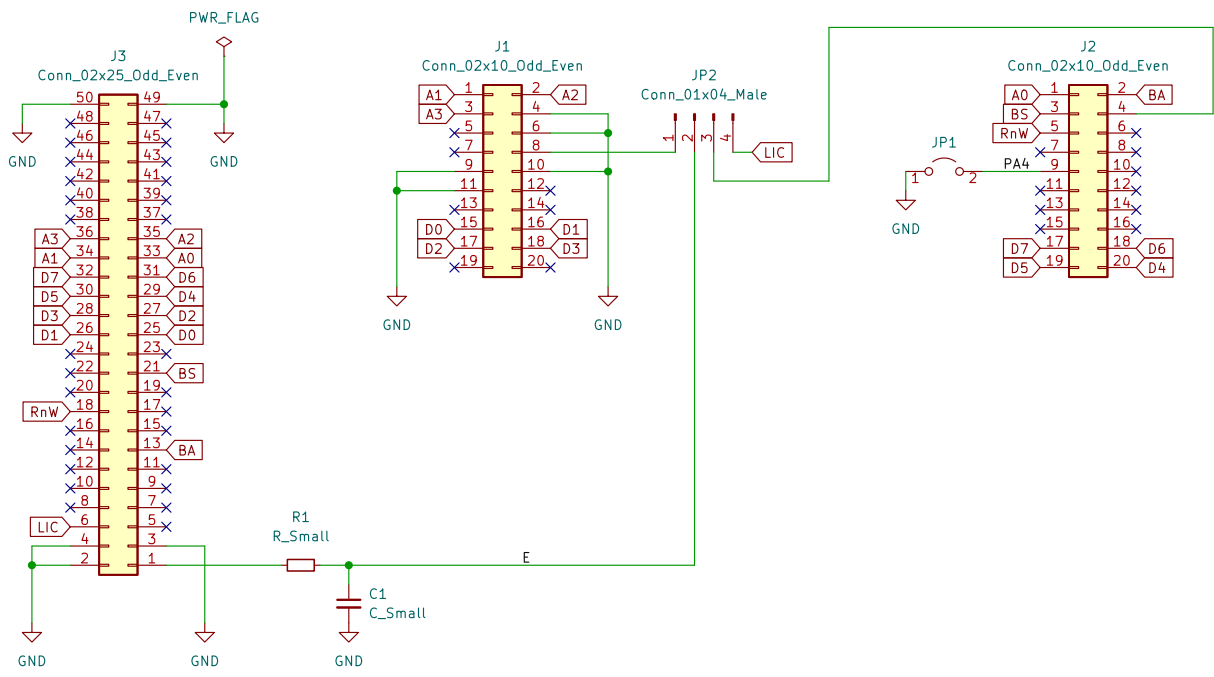 PWR_FLAG
J3
Conn_02x25_Odd_Even
50 49
48 47
46 45
44 43
42 41
40 39
38 37
A3 36 35 A2
A1 34 33 A0
D7 32 31 D6
D5 30 29 D4
D3 28 27 D2
D1 26 25 D0
24 23
22 21 BS
20 19
RnW 18 17
16 15
14 13 BA
12 11
10 9
8 7
LIC 6 5
4 3
2 1
GND
GND
GND
GND
R1
R_Small
E
C1
C_Small
GND
J1
Conn_02x10_Odd_Even
A1 1 2 A2
A3 3 4
5 6
7 8
9 10
11 12
13 14
D0 15 16 D1
D2 17 18 D3
19 20
GND
GND
JP2
Conn_01x04_Male
1 2 3 4
LIC
JP1
1 2
PA4
GND
J2
Conn_02x10_Odd_Even
A0 1 2 BA
BS 3 4
RnW 5 6
7 8
9 10
11 12
13 14
15 16
D7 17 18 D6
D5 19 20 D4